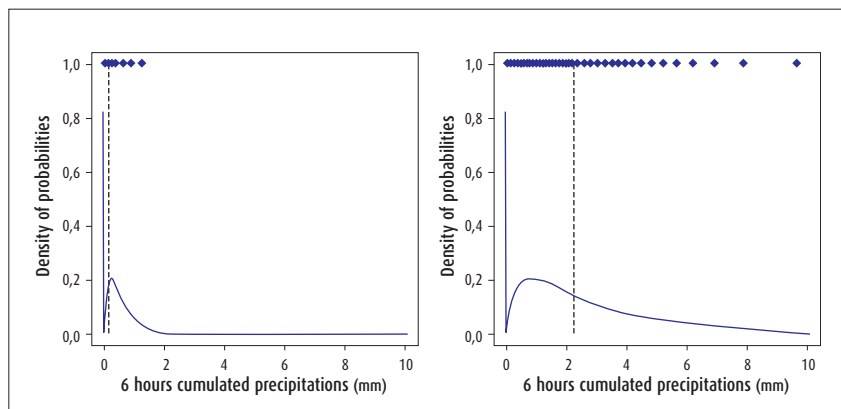 Density of probabilities
1,0
0,8
0,6
0,4
0,2
0,0
0 2 4 6 8 10
6 hours cumulated precipitations (mm)
Density of probabilities
1,0
0,8
0,6
0,4
0,2
0,0
0 2 4 6 8 10
6 hours cumulated precipitations (mm)